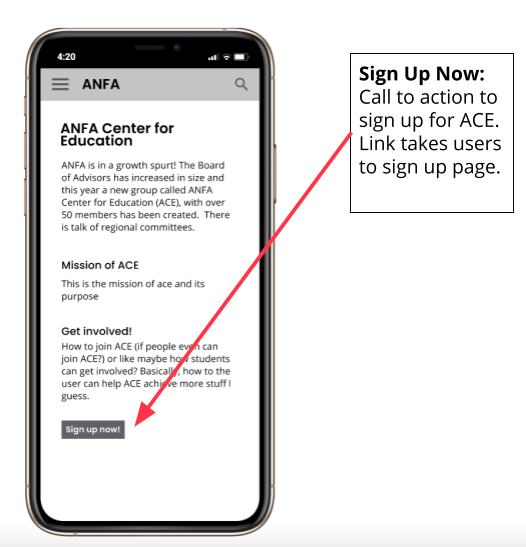 4:20
ANFA
ANFA Center for
Education
ANFA is in a growth spurt! The Board
of Advisors has increased in size and
this year a new group called ANFA
Center for Education (ACE), with over
50 members has been created. There
is talk of regional committees.
Mission of ACE
This is the mission of ace and its
purpose
Get involved!
How to join ACE (if people even can
join ACE?) or like maybe how students
can get involved? Basically, how to the
user can help ACE achieve more stuff I
guess.
Sign up now!
Sign Up Now:
Call to action to
sign up for ACE.
Link takes users
to sign up page.